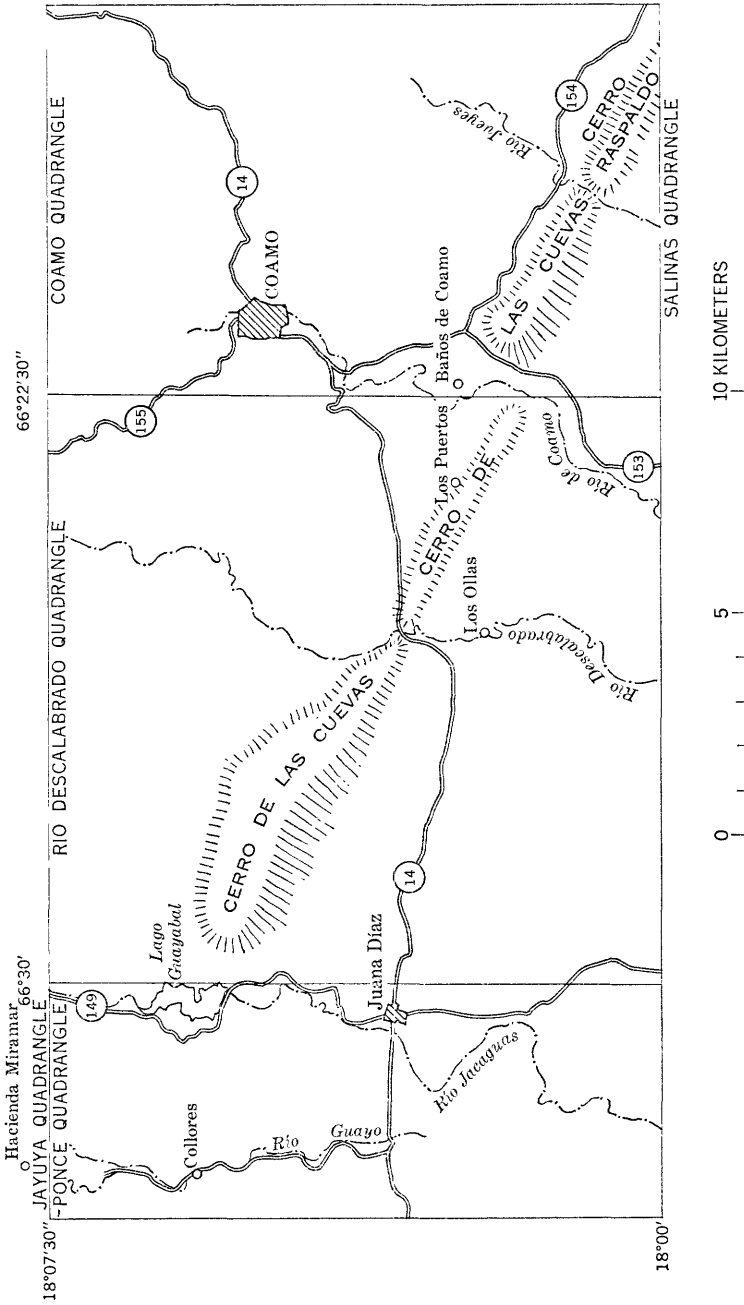 Hacienda Miramar
JAYUYA QUADRANGLE
PONCE QUADRANGLE
66°30'
RIO DESCALABRADO QUADRANGLE
66°22'30"
COAMO QUADRANGLE
18°07'30"
149
Lago
Guayabal
155
14
COAMO
Collores
Río
Guayo
CERRO DE LAS CUEVAS
Río Jueyes
Juana Díaz
14
CERRO DE
Los Puertos
Baños de Coamo
LAS CUEVAS
154
CERRO
RASPALDO
Río Jacaguas
Los Ollas
Río Descalabrado
Río de Coamo
153
18°00'
SALINAS QUADRANGLE
0
5
10 KILOMETERS